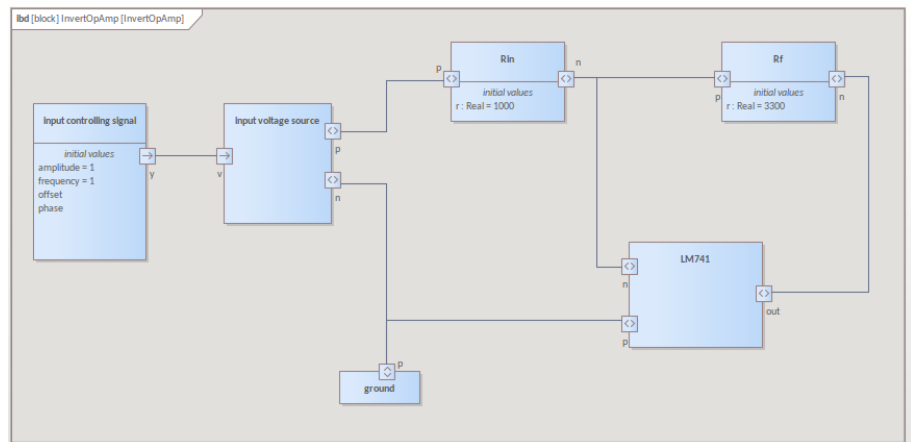 ibd [block] InvertOpAmp [InvertOpAmp]
input controlling signal
initial values
amplitude = 1
frequency = 1
offset
phase
y
v
input voltage source
p
n
p
Rin
n
initial values
r : Real = 1000
Rf
initial values
r : Real = 3300
p
n
LM741
n
p
out
p
ground